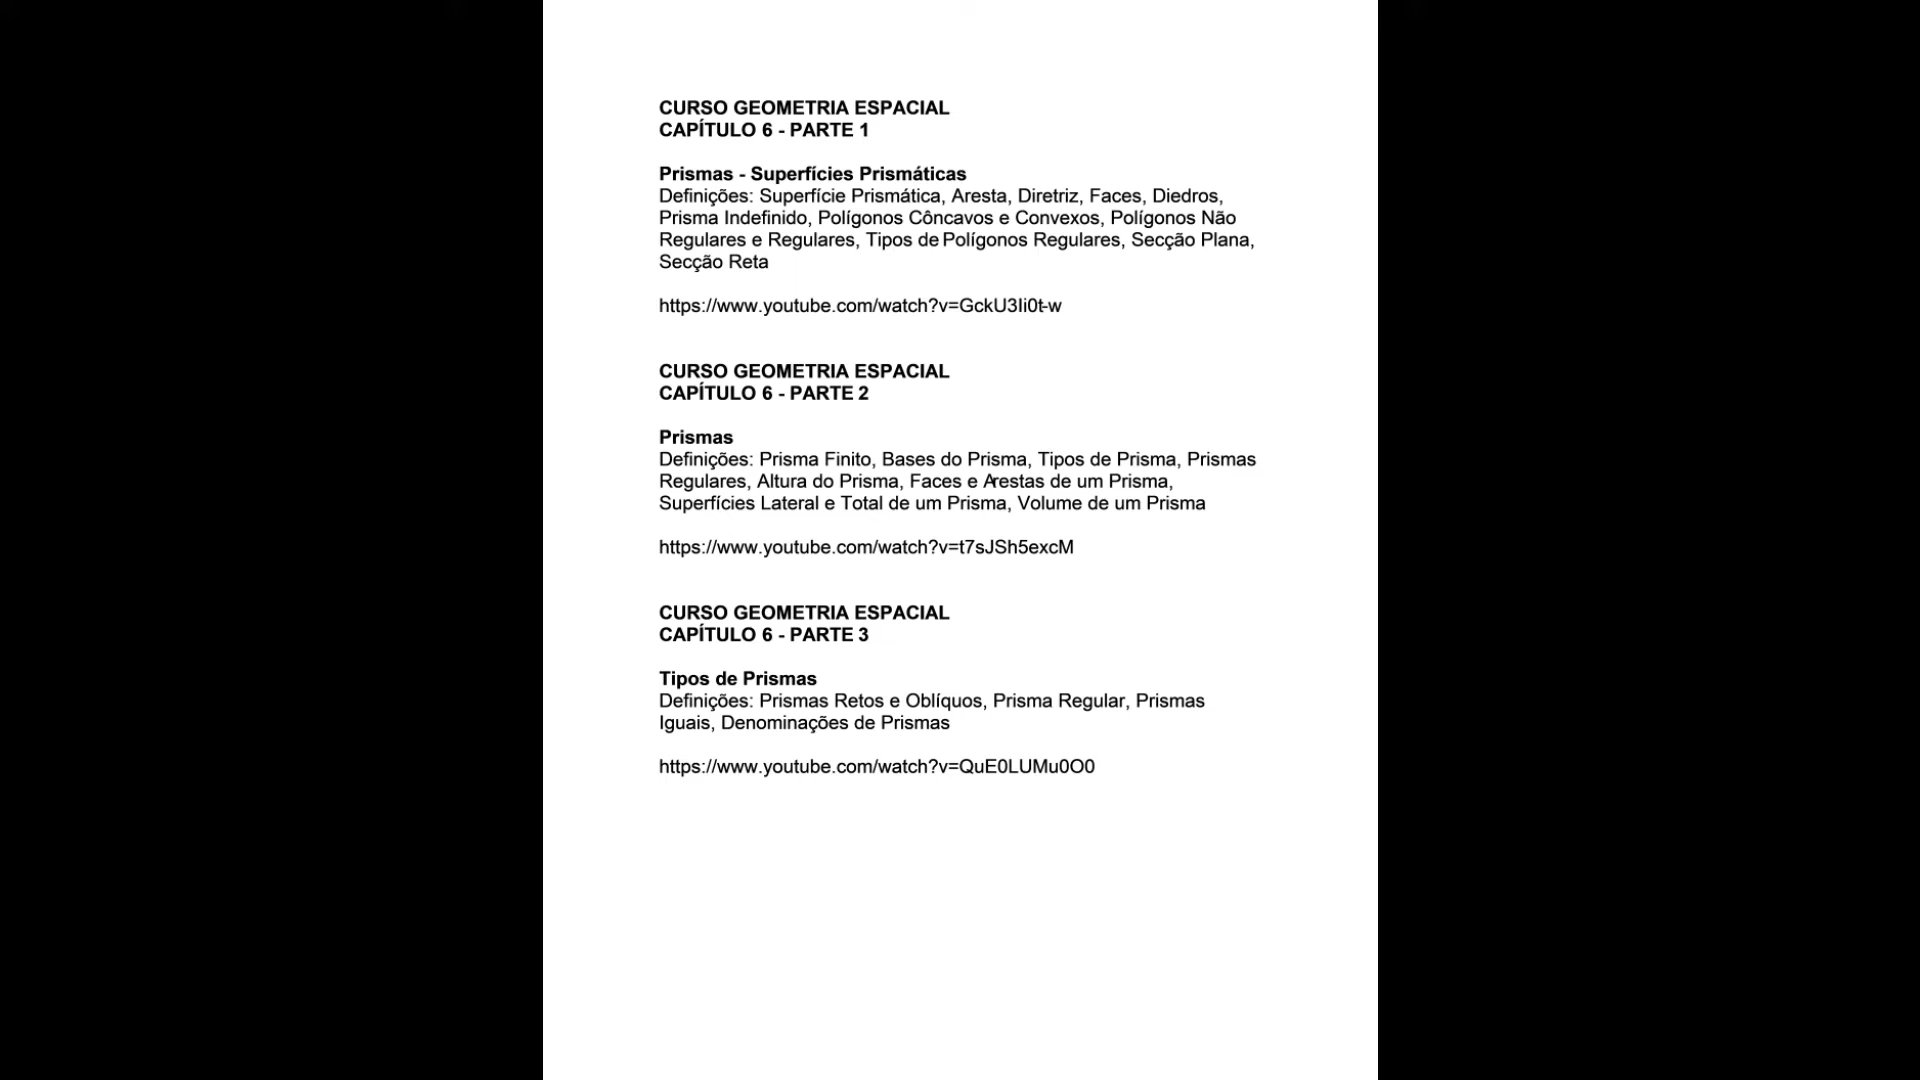 CURSO GEOMETRIA ESPACIAL
CAPÍTULO 6 - PARTE 1
Prismas - Superfícies Prismáticas
Definições: Superfície Prismática, Aresta, Diretriz, Faces, Diedros,
Prisma Indefinido, Polígonos Côncavos e Convexos, Polígonos Não
Regulares e Regulares, Tipos de Polígonos Regulares, Secção Plana,
Secção Reta
https://www.youtube.com/watch?v=GckU3Ii0t-w
CURSO GEOMETRIA ESPACIAL
CAPÍTULO 6 - PARTE 2
Prismas
Definições: Prisma Finito, Bases do Prisma, Tipos de Prisma, Prismas
Regulares, Altura do Prisma, Faces e Arestas de um Prisma,
Superfícies Lateral e Total de um Prisma, Volume de um Prisma
https://www.youtube.com/watch?v=t7sJSh5excM
CURSO GEOMETRIA ESPACIAL
CAPÍTULO 6 - PARTE 3
Tipos de Prismas
Definições: Prismas Retos e Oblíquos, Prisma Regular, Prismas
Iguais, Denominações de Prismas
https://www.youtube.com/watch?v=QuE0LUMu0O0